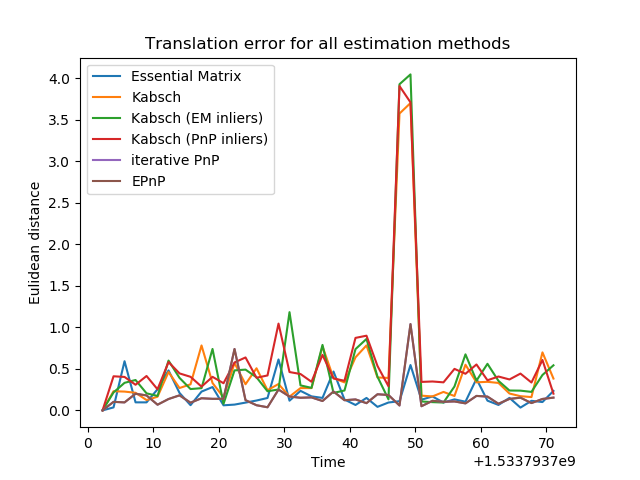 Translation error for all estimation methods
Essential Matrix
Kabsch
Kabsch (EM inliers)
Kabsch (PnP inliers)
iterative PnP
EPnP
Eulidean distance
4.0
3.5
3.0
2.5
2.0
1.5
1.0
0.5
0.0
0 10 20 30 40 50 60 70
Time
+1.5337937e9